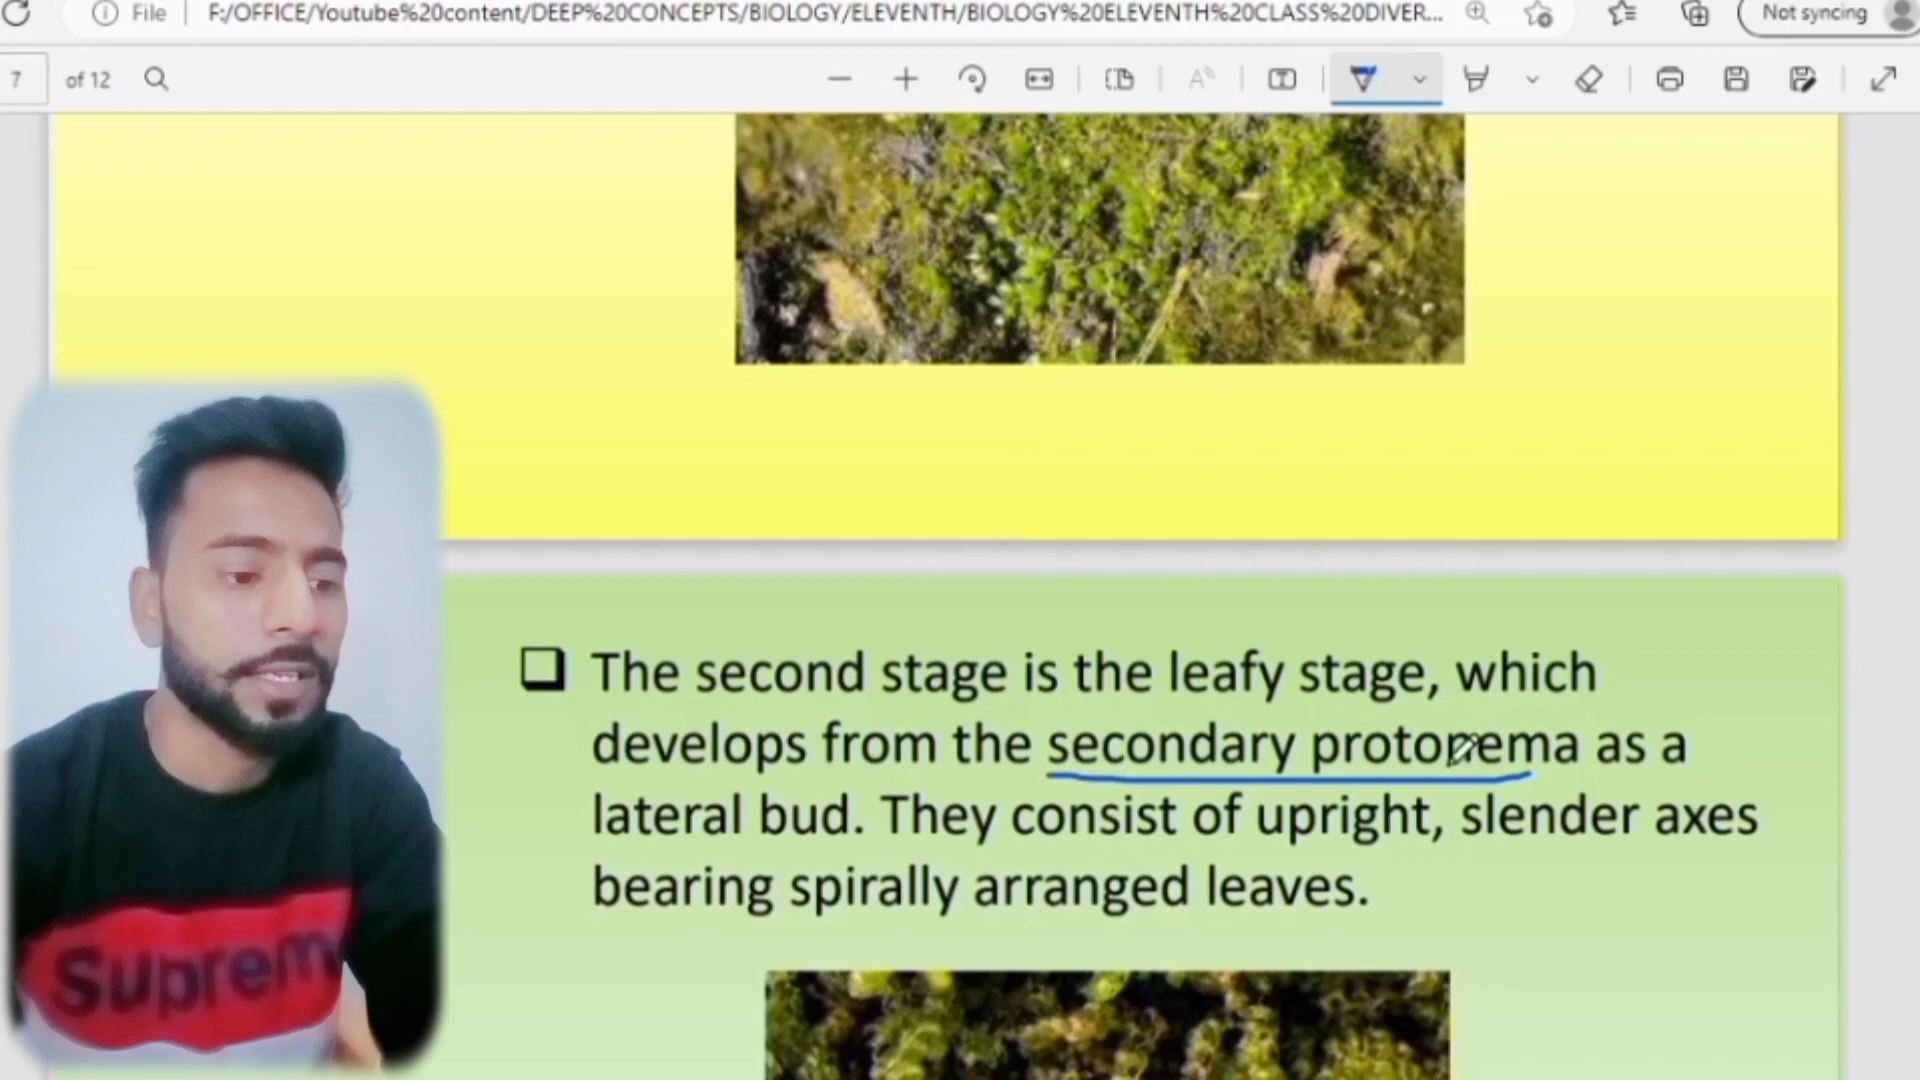 File F:/OFFICE/Youtube%20content/DEEP%20CONCEPTS/BIOLOGY/ELEVENTH/BIOLOGY%20ELEVENTH%20CLASS%20DIVER... Not syncing
7 of 12
The second stage is the leafy stage, which
develops from the secondary protonema as a
lateral bud. They consist of upright, slender axes
bearing spirally arranged leaves.
Suprem